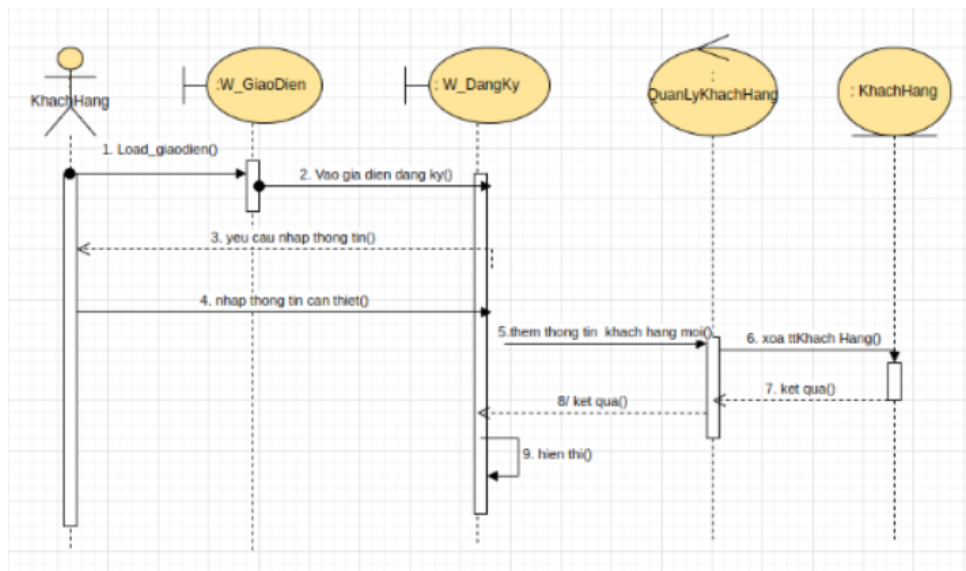 KhachHang
:W_GiaoDien
: W_DangKy
:
QuanLyKhachHang
: KhachHang
1. Load_giaodien()
2. Vao gia dien dang ky()
3. yeu cau nhap thong tin()
4. nhap thong tin can thiet()
5.them thong tin khach hang moi()
6. xoa ttKhach Hang()
7. ket qua()
8/ ket qua()
9. hien thi()